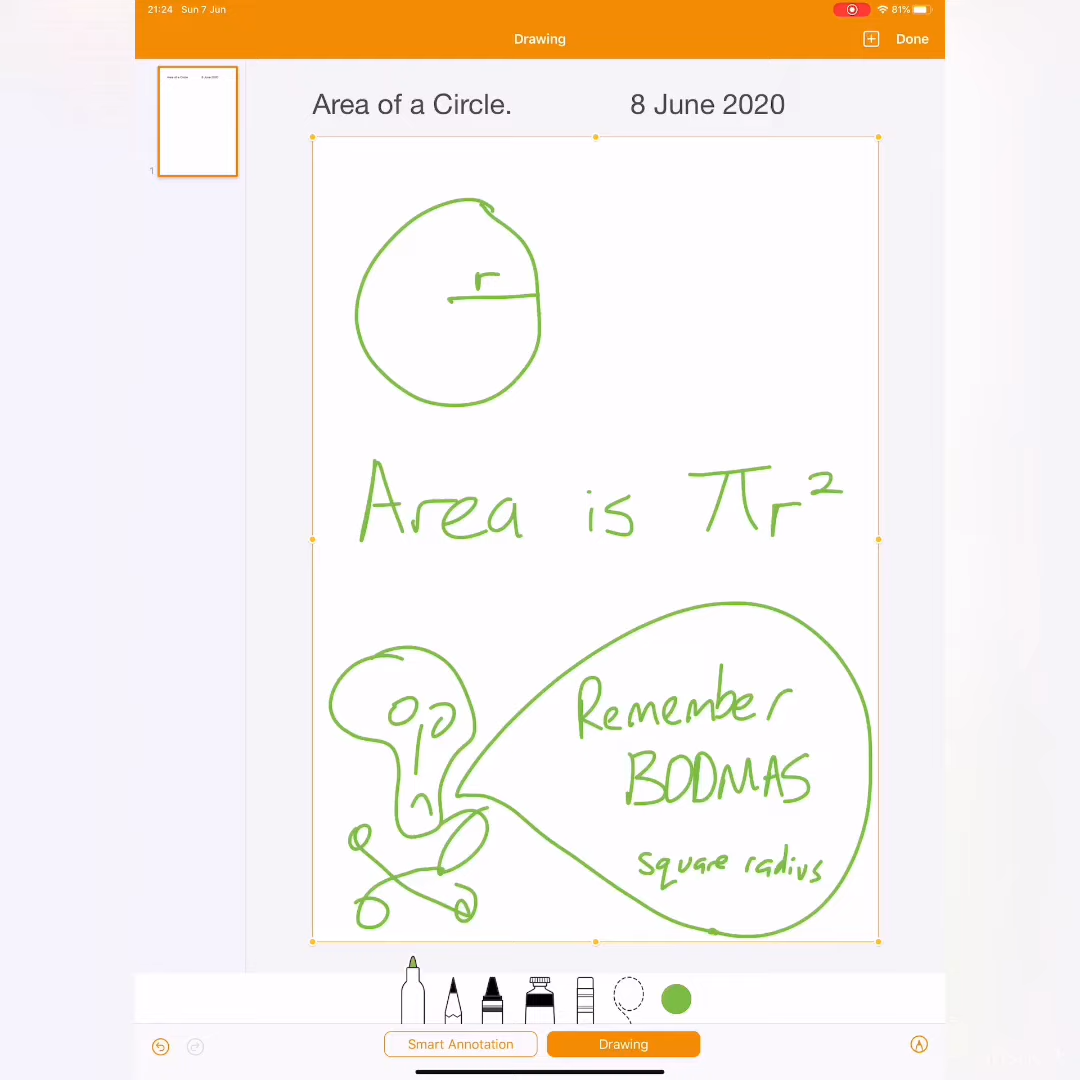 21:24 Sun 7 Jun
81%
Drawing
Done
Area of a Circle. 8 June 2020
1
r
Area is πr²
Remember
BODMAS
square radius
Smart Annotation
Drawing